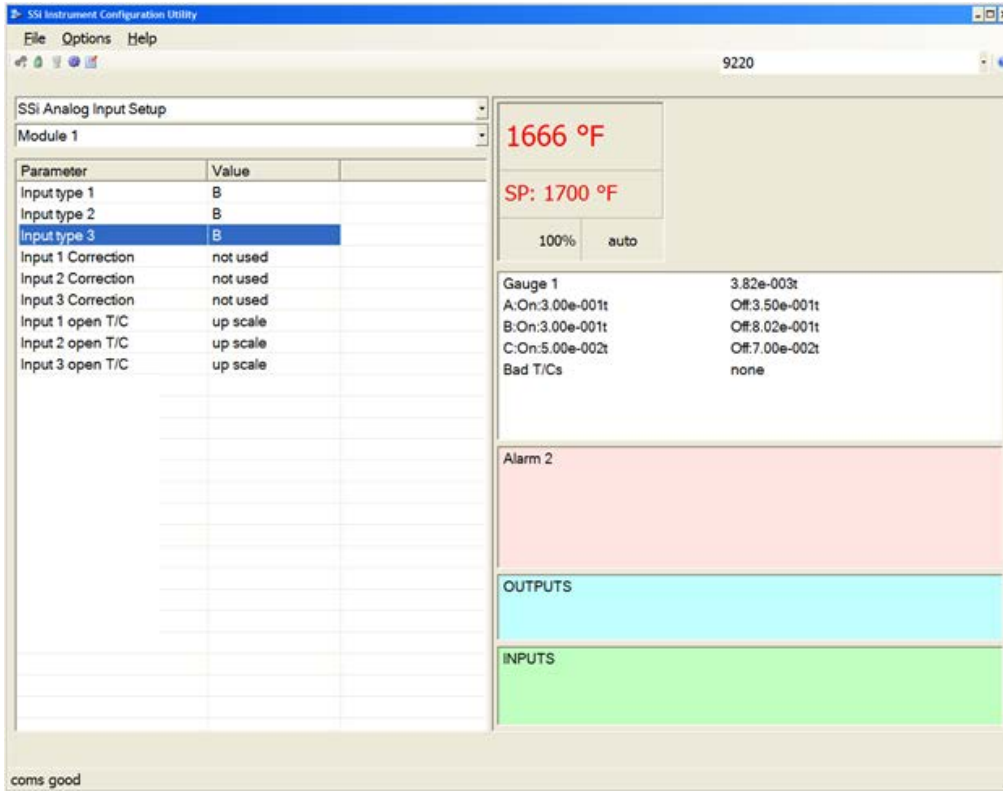 SSi Instrument Configuration Utility
File Options Help
9220
SSi Analog Input Setup
Module 1
Parameter Value
Input type 1 B
Input type 2 B
Input type 3 B
Input 1 Correction not used
Input 2 Correction not used
Input 3 Correction not used
Input 1 open T/C up scale
Input 2 open T/C up scale
Input 3 open T/C up scale
1666 °F
SP: 1700 °F
100% auto
Gauge 1 3.82e-003t
A:On:3.00e-001t Off:3.50e-001t
B:On:3.00e-001t Off:8.02e-001t
C:On:5.00e-002t Off:7.00e-002t
Bad T/Cs none
Alarm 2
OUTPUTS
INPUTS
coms good